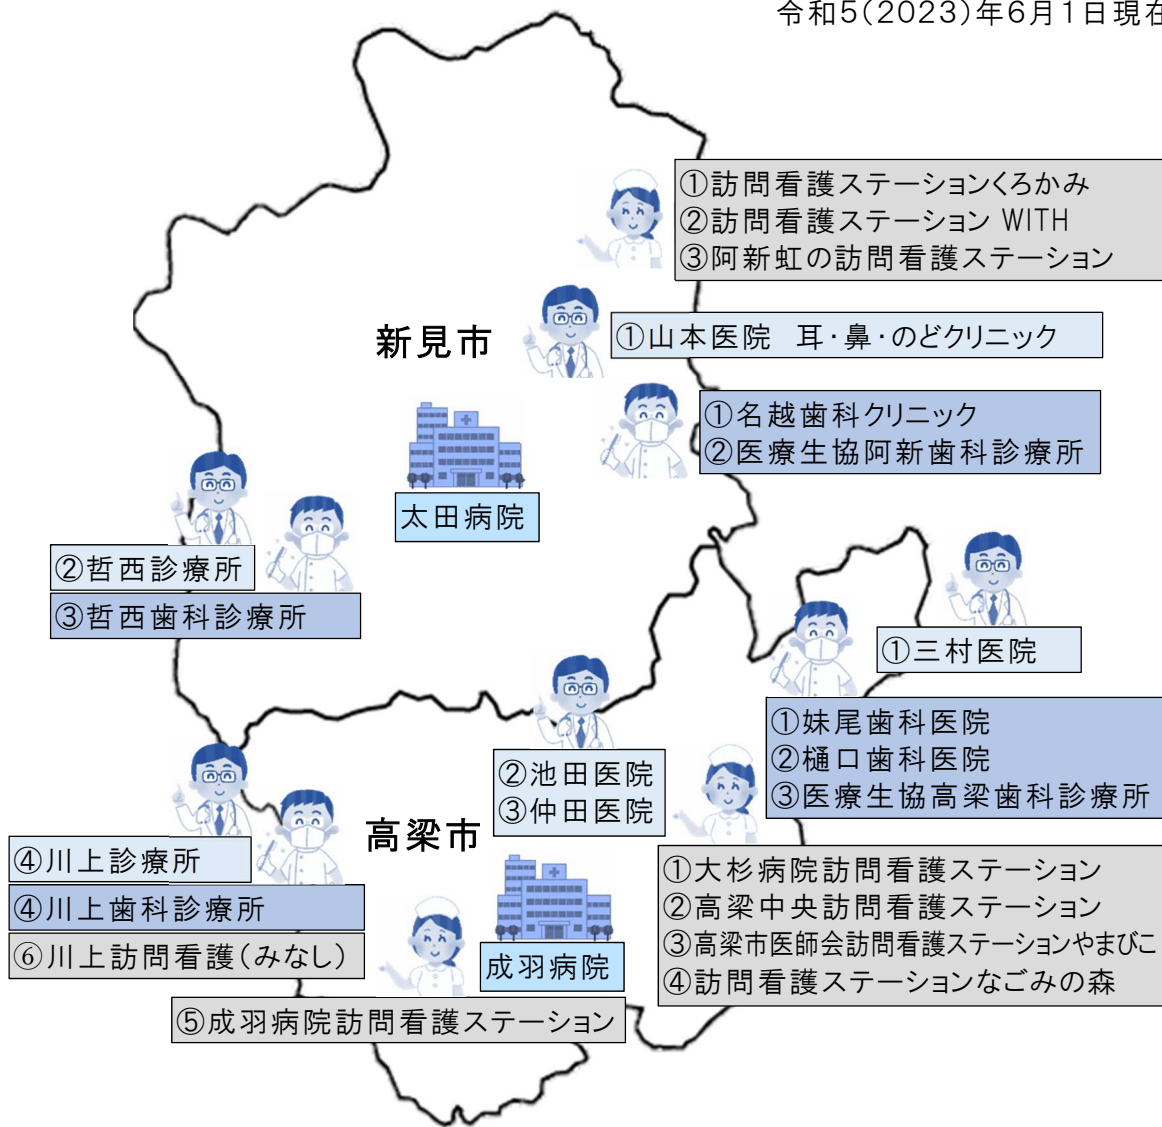 令和5(2023)年6月1日現在
①訪問看護ステーションくろかみ
②訪問看護ステーション WITH
③阿新虹の訪問看護ステーション
新見市
①山本医院　耳・鼻・のどクリニック
①名越歯科クリニック
②医療生協阿新歯科診療所
太田病院
②哲西診療所
③哲西歯科診療所
①三村医院
①妹尾歯科医院
②樋口歯科医院
③医療生協高梁歯科診療所
②池田医院
③仲田医院
高梁市
④川上診療所
④川上歯科診療所
⑥川上訪問看護(みなし)
成羽病院
①大杉病院訪問看護ステーション
②高梁中央訪問看護ステーション
③高梁市医師会訪問看護ステーションやまびこ
④訪問看護ステーションなごみの森
⑤成羽病院訪問看護ステーション